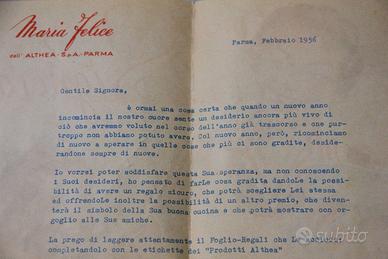 Maria Felice
dell'ALTHEA - S.p.A. - PARMA
Parma, Febbraio 1956
Gentile Signora,
è ormai una cosa certa che quando un nuovo anno
incomincia il nostro cuore sente un desiderio ancora più vivo di
ciò che avremmo voluto nel corso dell'anno già trascorso e che pur-
troppo non abbiamo potuto avere. Col nuovo anno, però, ricominciamo
di nuovo a sperare in quelle cose che più ci sono gradite, deside-
randone sempre di nuove.
Io vorrei poter soddisfare questa Sua speranza, ma non conoscendo
i Suoi desideri, ho pensato di farLe cosa gradita dandoLe la possi-
bilità di avere un regalo sicuro, che potrà scegliere Lei stessa
ed offrendoLe inoltre la possibilità di un altro premio, che diven-
terà il simbolo della Sua buona cucina e che potrà mostrare con or-
goglio alle Sue amiche.
La prego di leggere attentamente il Foglio-Regali che Le accludo,
completandolo con le etichette dei "Prodotti Althea"
subito.it